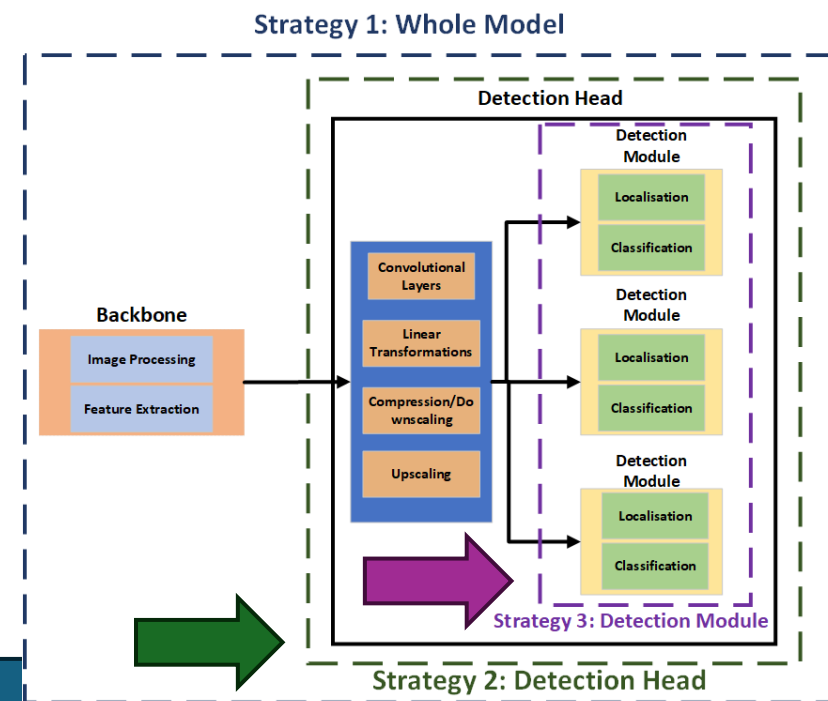 Strategy 1: Whole Model
Detection Head
Detection
Module
Localisation
Classification
Convolutional
Layers
Linear
Transformations
Compression/Do
wnscaling
Upscaling
Backbone
Image Processing
Feature Extraction
Detection
Module
Localisation
Classification
Detection
Module
Localisation
Classification
Strategy 3: Detection Module
Strategy 2: Detection Head